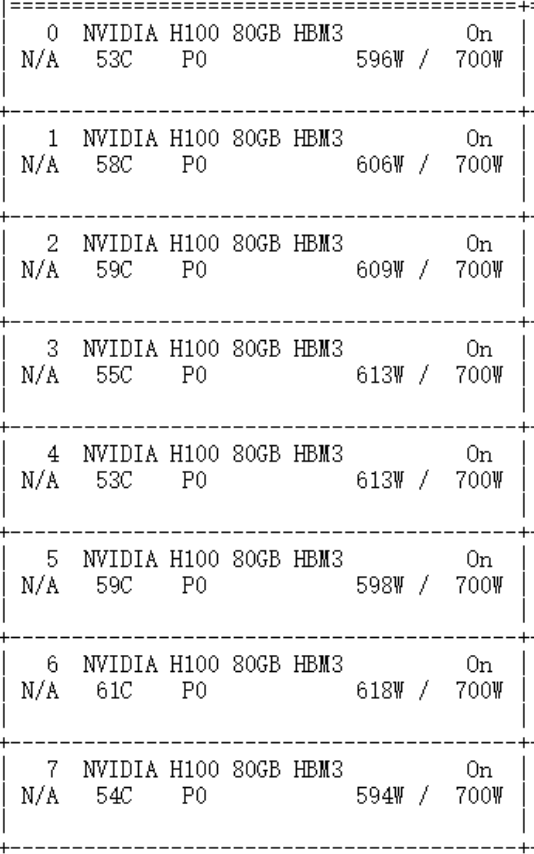 |=========================================+=
| 0 NVIDIA H100 80GB HBM3 On |
| N/A 53C P0 596W / 700W |
| |
+-----------------------------------------+-
| 1 NVIDIA H100 80GB HBM3 On |
| N/A 58C P0 606W / 700W |
| |
+-----------------------------------------+-
| 2 NVIDIA H100 80GB HBM3 On |
| N/A 59C P0 609W / 700W |
| |
+-----------------------------------------+-
| 3 NVIDIA H100 80GB HBM3 On |
| N/A 55C P0 613W / 700W |
| |
+-----------------------------------------+-
| 4 NVIDIA H100 80GB HBM3 On |
| N/A 53C P0 613W / 700W |
| |
+-----------------------------------------+-
| 5 NVIDIA H100 80GB HBM3 On |
| N/A 59C P0 598W / 700W |
| |
+-----------------------------------------+-
| 6 NVIDIA H100 80GB HBM3 On |
| N/A 61C P0 618W / 700W |
| |
+-----------------------------------------+-
| 7 NVIDIA H100 80GB HBM3 On |
| N/A 54C P0 594W / 700W |
| |
+-----------------------------------------+-